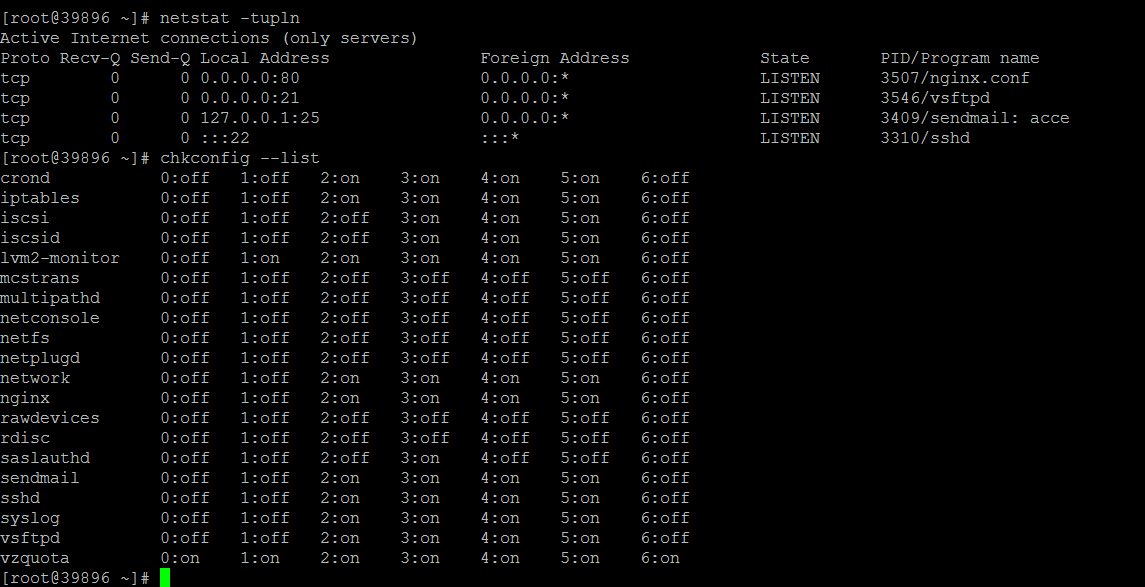 [root@39896 ~]# netstat -tupln
Active Internet connections (only servers)
Proto Recv-Q Send-Q Local Address               Foreign Address             State       PID/Program name
tcp        0      0 0.0.0.0:80                  0.0.0.0:*                   LISTEN      3507/nginx.conf
tcp        0      0 0.0.0.0:21                  0.0.0.0:*                   LISTEN      3546/vsftpd
tcp        0      0 127.0.0.1:25                0.0.0.0:*                   LISTEN      3409/sendmail: acce
tcp        0      0 :::22                       :::*                        LISTEN      3310/sshd
[root@39896 ~]# chkconfig --list
crond           0:off   1:off   2:on    3:on    4:on    5:on    6:off
iptables        0:off   1:off   2:on    3:on    4:on    5:on    6:off
iscsi           0:off   1:off   2:off   3:on    4:on    5:on    6:off
iscsid          0:off   1:off   2:off   3:on    4:on    5:on    6:off
lvm2-monitor    0:off   1:on    2:on    3:on    4:on    5:on    6:off
mcstrans        0:off   1:off   2:off   3:off   4:off   5:off   6:off
multipathd      0:off   1:off   2:off   3:off   4:off   5:off   6:off
netconsole      0:off   1:off   2:off   3:off   4:off   5:off   6:off
netfs           0:off   1:off   2:off   3:off   4:off   5:off   6:off
netplugd        0:off   1:off   2:off   3:off   4:off   5:off   6:off
network         0:off   1:off   2:on    3:on    4:on    5:on    6:off
nginx           0:off   1:off   2:on    3:on    4:on    5:on    6:off
rawdevices      0:off   1:off   2:off   3:off   4:off   5:off   6:off
rdisc           0:off   1:off   2:off   3:off   4:off   5:off   6:off
saslauthd       0:off   1:off   2:off   3:on    4:off   5:off   6:off
sendmail        0:off   1:off   2:on    3:on    4:on    5:on    6:off
sshd            0:off   1:off   2:on    3:on    4:on    5:on    6:off
syslog          0:off   1:off   2:on    3:on    4:on    5:on    6:off
vsftpd          0:off   1:off   2:on    3:on    4:on    5:on    6:off
vzquota         0:on    1:on    2:on    3:on    4:on    5:on    6:on
[root@39896 ~]#